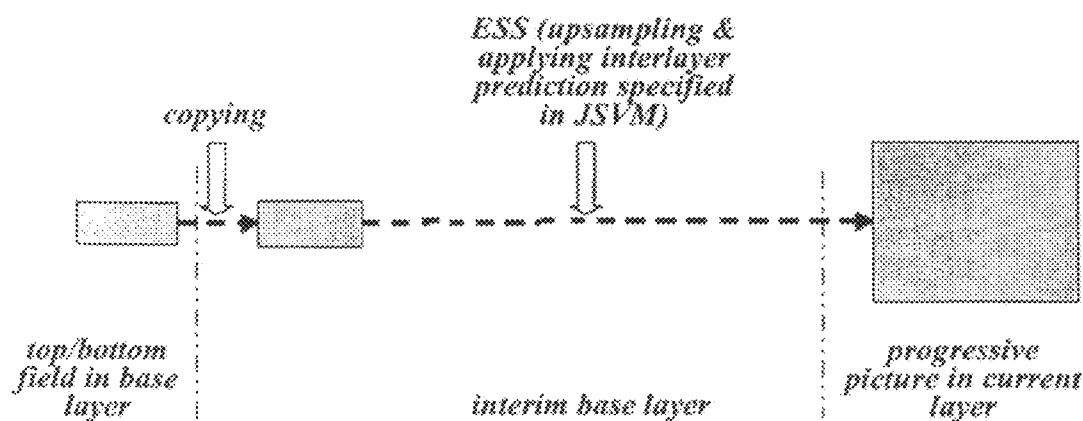 ESS (upsampling &
applying interlayer
prediction specified
in JSVM)
copying
top/bottom
field in base
layer
interim base layer
progressive
picture in current
layer